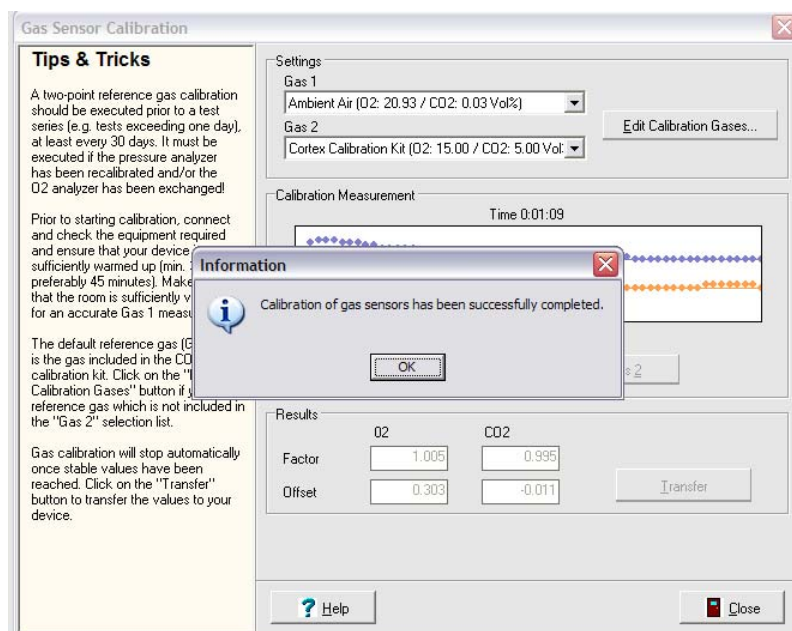 Gas Sensor Calibration
Tips & Tricks
A two-point reference gas calibration
should be executed prior to a test
series (e.g. tests exceeding one day),
at least every 30 days. It must be
executed if the pressure analyzer
has been recalibrated and/or the
O2 analyzer has been exchanged!
Prior to starting calibration, connect
and check the equipment required
and ensure that your device
sufficiently warmed up (min.
preferably 45 minutes). Make
that the room is sufficiently
for an accurate Gas 1
The default reference gas
is the gas included in the
calibration kit. Click on the
Calibration Gases" button if
reference gas which is not included in
the "Gas 2" selection list.
Gas calibration will stop automatically
once stable values have been
reached. Click on the "Transfer"
button to transfer the values to your
device.
Settings
Gas 1
Ambient Air (O2: 20.93 / CO2: 0.03 Vol%)
Gas 2
Cortex Calibration Kit (O2: 15.00 / CO2: 5.00 Vol
Edit Calibration Gases...
Calibration Measurement
Time 0:01:09
Information
Calibration of gas sensors has been successfully completed.
OK
2
Results
O2 CO2
Factor 1.005 0.995
Offset 0.303 -0.011
Transfer
Help
Close